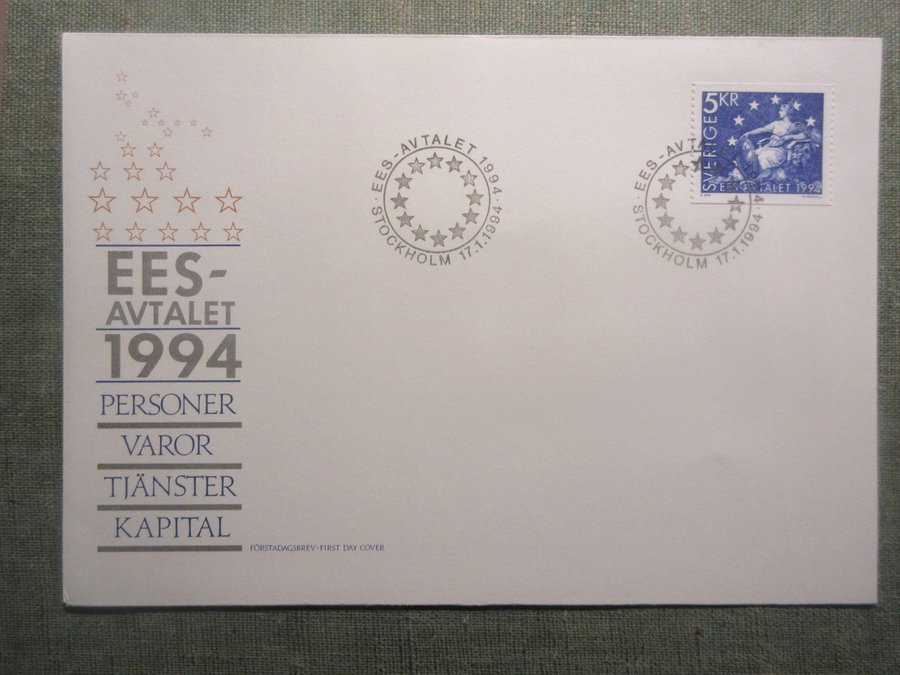 EES-
AVTALET
1994
PERSONER
VAROR
TJÄNSTER
KAPITAL
FÖRSTADAGSBREV·FIRST DAY COVER
EES-AVTALET 1994·
STOCKHOLM 17.1.1994·
5KR
SVERIGE
EES-AVTALET 1994
EES-AVTALET 1994·
STOCKHOLM 17.1.1994·